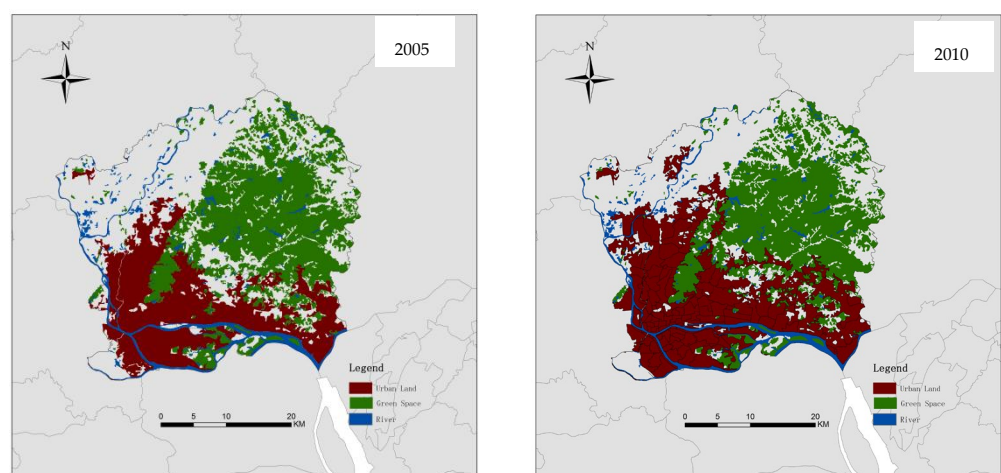 2005
N
Legend
Urban Land
Green Space
River
0 5 10 20
KM
2010
N
Legend
Urban Land
Green Space
River
0 5 10 20
KM